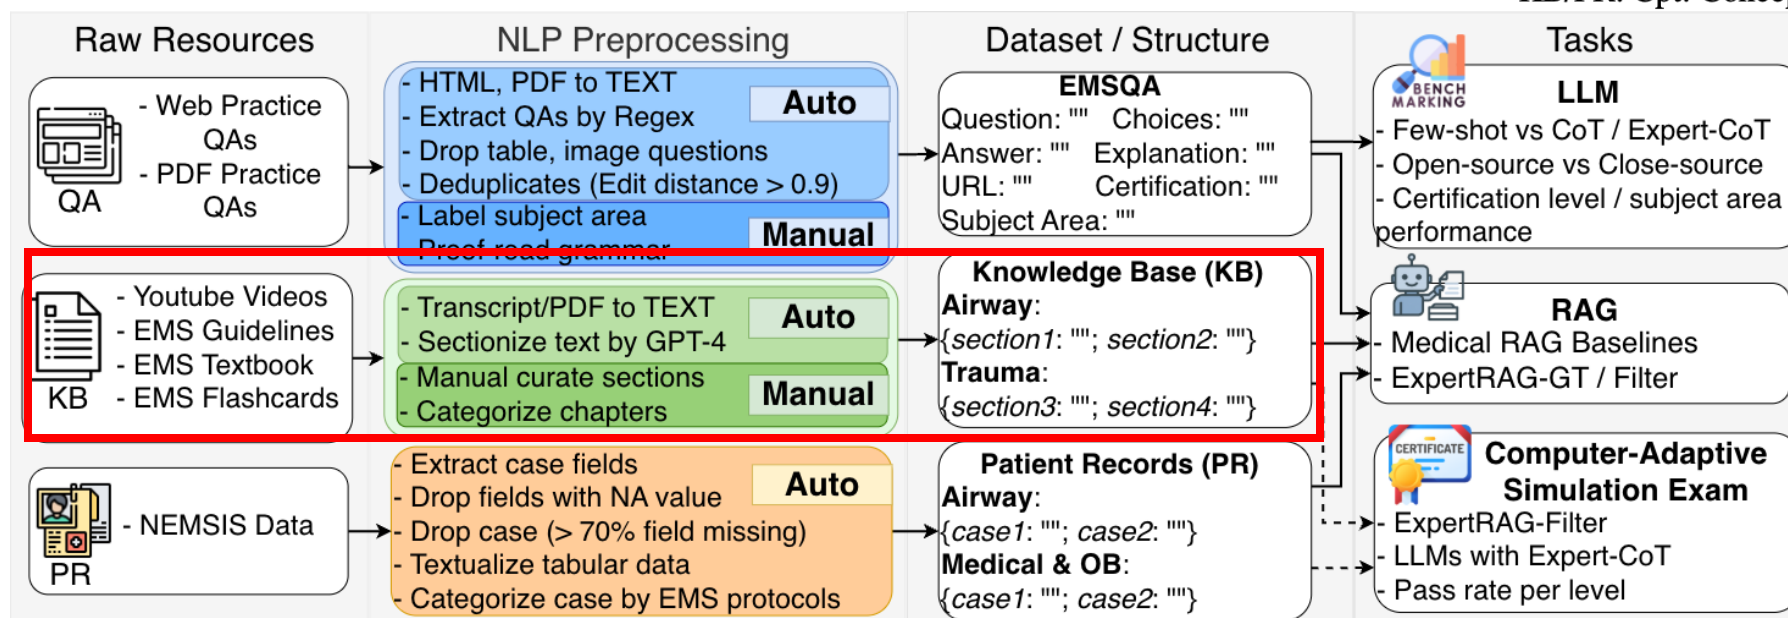 Raw Resources
NLP Preprocessing
Dataset / Structure
Tasks
- Web Practice
QAs
- PDF Practice
QAs
QA
- HTML, PDF to TEXT
- Extract QAs by Regex
- Drop table, image questions
- Deduplicates (Edit distance > 0.9)
Auto
- Label subject area
- Proof read grammar
Manual
EMSQA
Question: "" Choices: ""
Answer: "" Explanation: ""
URL: "" Certification: ""
Subject Area: ""
BENCH
MARKING
LLM
- Few-shot vs CoT / Expert-CoT
- Open-source vs Close-source
- Certification level / subject area
performance
- Youtube Videos
- EMS Guidelines
- EMS Textbook
- EMS Flashcards
KB
- Transcript/PDF to TEXT
- Sectionize text by GPT-4
Auto
- Manual curate sections
- Categorize chapters
Manual
Knowledge Base (KB)
Airway:
{section1: ""; section2: ""}
Trauma:
{section3: ""; section4: ""}
RAG
- Medical RAG Baselines
- ExpertRAG-GT / Filter
- NEMSIS Data
PR
- Extract case fields
- Drop fields with NA value
- Drop case (> 70% field missing)
- Textualize tabular data
- Categorize case by EMS protocols
Auto
Patient Records (PR)
Airway:
{case1: ""; case2: ""}
Medical & OB:
{case1: ""; case2: ""}
CERTIFICATE
Computer-Adaptive
Simulation Exam
- ExpertRAG-Filter
- LLMs with Expert-CoT
- Pass rate per level